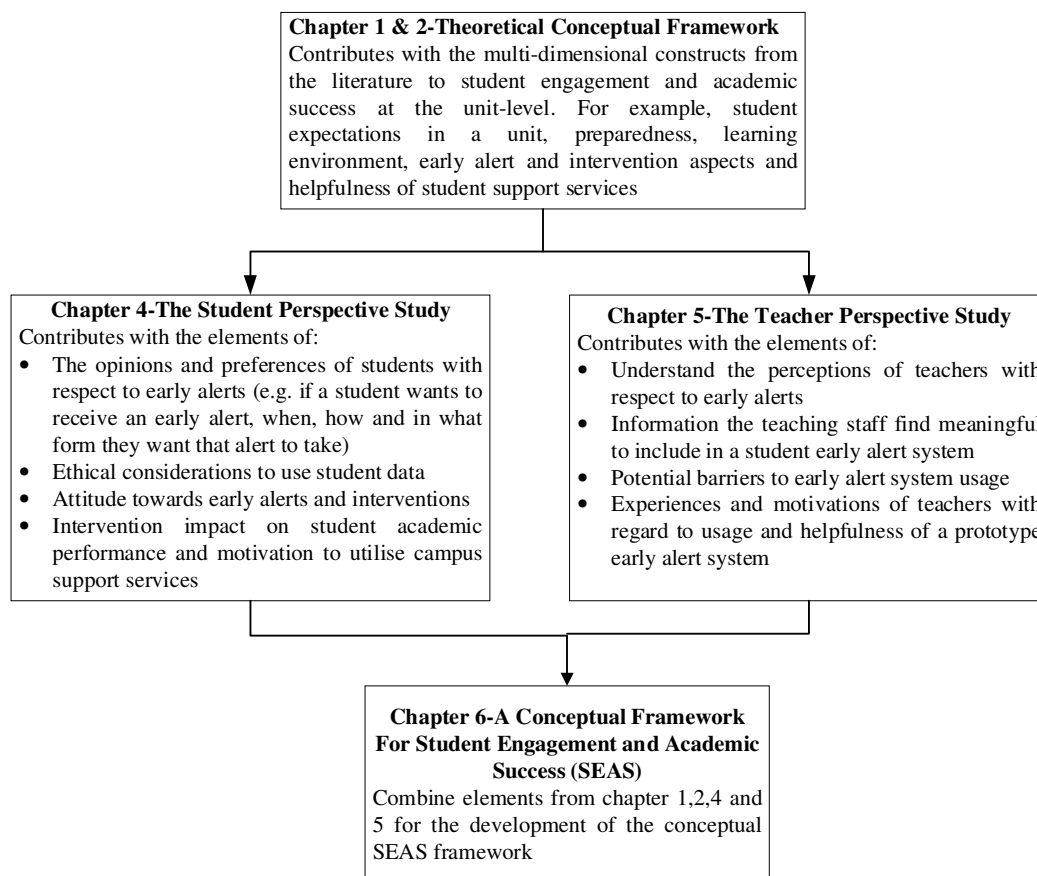 Chapter 1 & 2-Theoretical Conceptual Framework
Contributes with the multi-dimensional constructs from
the literature to student engagement and academic
success at the unit-level. For example, student
expectations in a unit, preparedness, learning
environment, early alert and intervention aspects and
helpfulness of student support services
Chapter 4-The Student Perspective Study
Contributes with the elements of:
• The opinions and preferences of students with
respect to early alerts (e.g. if a student wants to
receive an early alert, when, how and in what
form they want that alert to take)
• Ethical considerations to use student data
• Attitude towards early alerts and interventions
• Intervention impact on student academic
performance and motivation to utilise campus
support services
Chapter 5-The Teacher Perspective Study
Contributes with the elements of:
• Understand the perceptions of teachers with
respect to early alerts
• Information the teaching staff find meaningful
to include in a student early alert system
• Potential barriers to early alert system usage
• Experiences and motivations of teachers with
regard to usage and helpfulness of a prototype
early alert system
Chapter 6-A Conceptual Framework
For Student Engagement and Academic
Success (SEAS)
Combine elements from chapter 1,2,4 and
5 for the development of the conceptual
SEAS framework